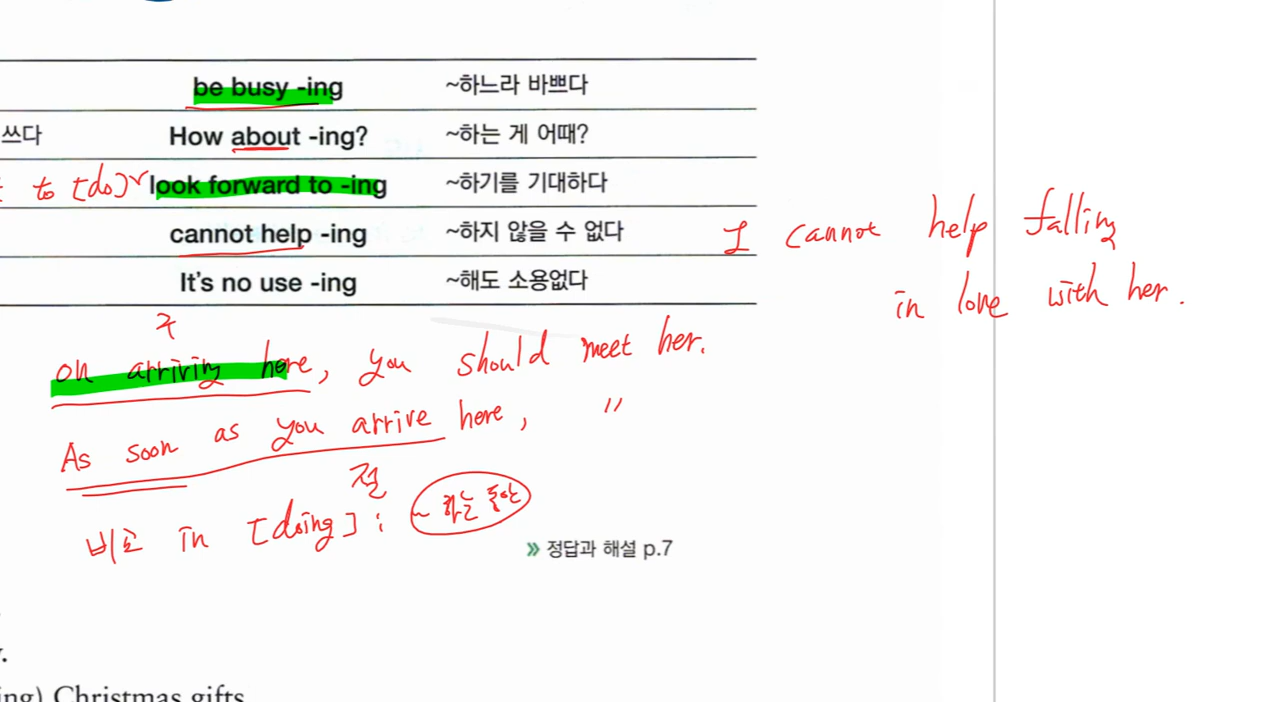 be busy -ing ~하느라 바쁘다
쓰다 How about -ing? ~하는 게 어때?
to [do] look forward to -ing ~하기를 기대하다
cannot help -ing ~하지 않을 수 없다
I cannot help falling
in love with her.
It's no use -ing ~해도 소용없다
구
on arriving here, you should meet her.
As soon as you arrive here, "
절
비교 in [doing] : ~ 하는 동안
» 정답과 해설 p.7
ing) Christmas gifts